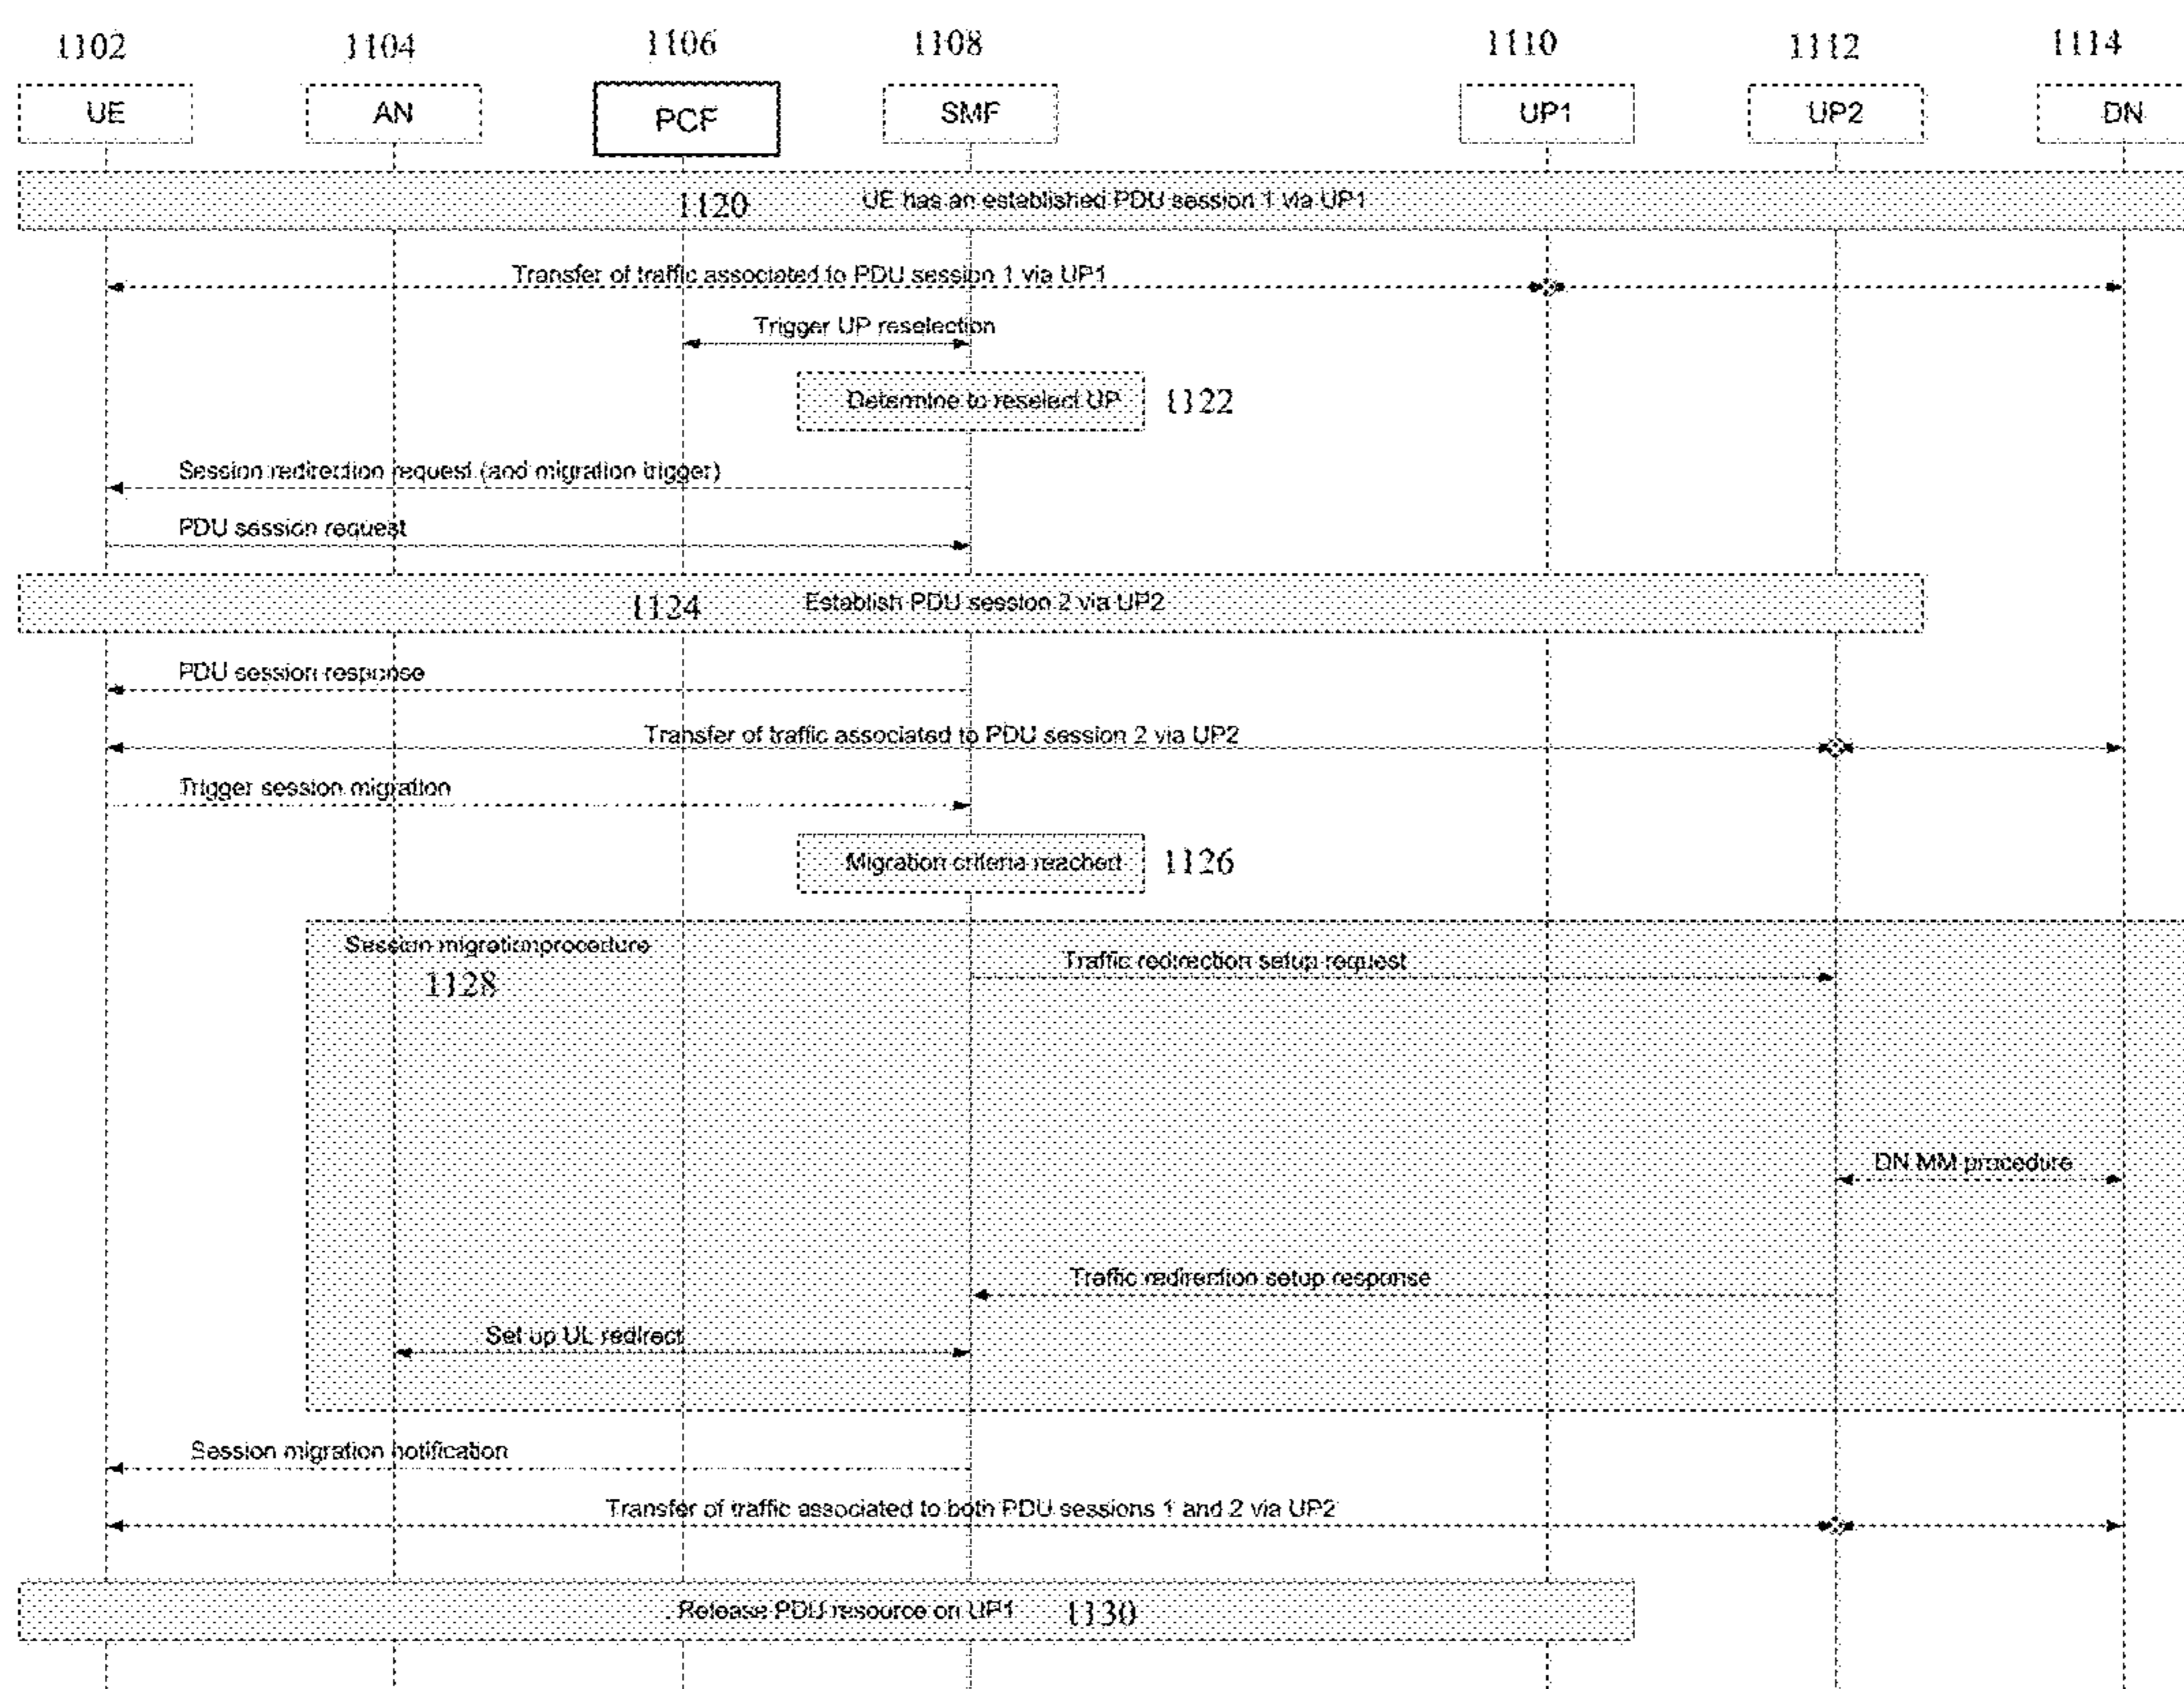 1102 1104 1106 1108 1110 1112 1114
UE AN PCF SMF UP1 UP2 DN
1120 UE has an established PDU session 1 via UP1
Transfer of traffic associated to PDU session 1 via UP1
Trigger UP reselection
Determine to reselect UP 1122
Session redirection request (and migration trigger)
PDU session request
1124 Establish PDU session 2 via UP2
PDU session response
Transfer of traffic associated to PDU session 2 via UP2
Trigger session migration
Migration criteria reached 1126
Session migrationprocedure
Traffic redirection setup request
1128
DN MM procedure
Traffic redirection setup response
Set up UL redirect
Session migration notification
Transfer of traffic associated to both PDU sessions 1 and 2 via UP2
. Release PDU resource on UP1 1130